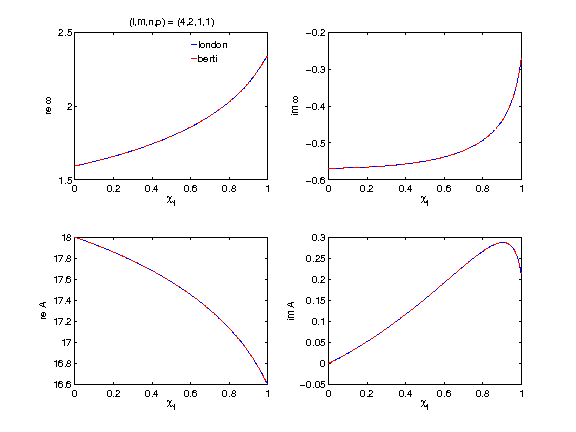 (l,m,n,p) = (4,2,1,1)
2.5
2
1.5
re ω
london
berti
0 0.2 0.4 0.6 0.8 1
χf
−0.2
−0.3
−0.4
−0.5
−0.6
im ω
0 0.2 0.4 0.6 0.8 1
χf
18
17.8
17.6
17.4
17.2
17
16.8
16.6
re A
0 0.2 0.4 0.6 0.8 1
χf
0.3
0.25
0.2
0.15
0.1
0.05
0
−0.05
im A
0 0.2 0.4 0.6 0.8 1
χf